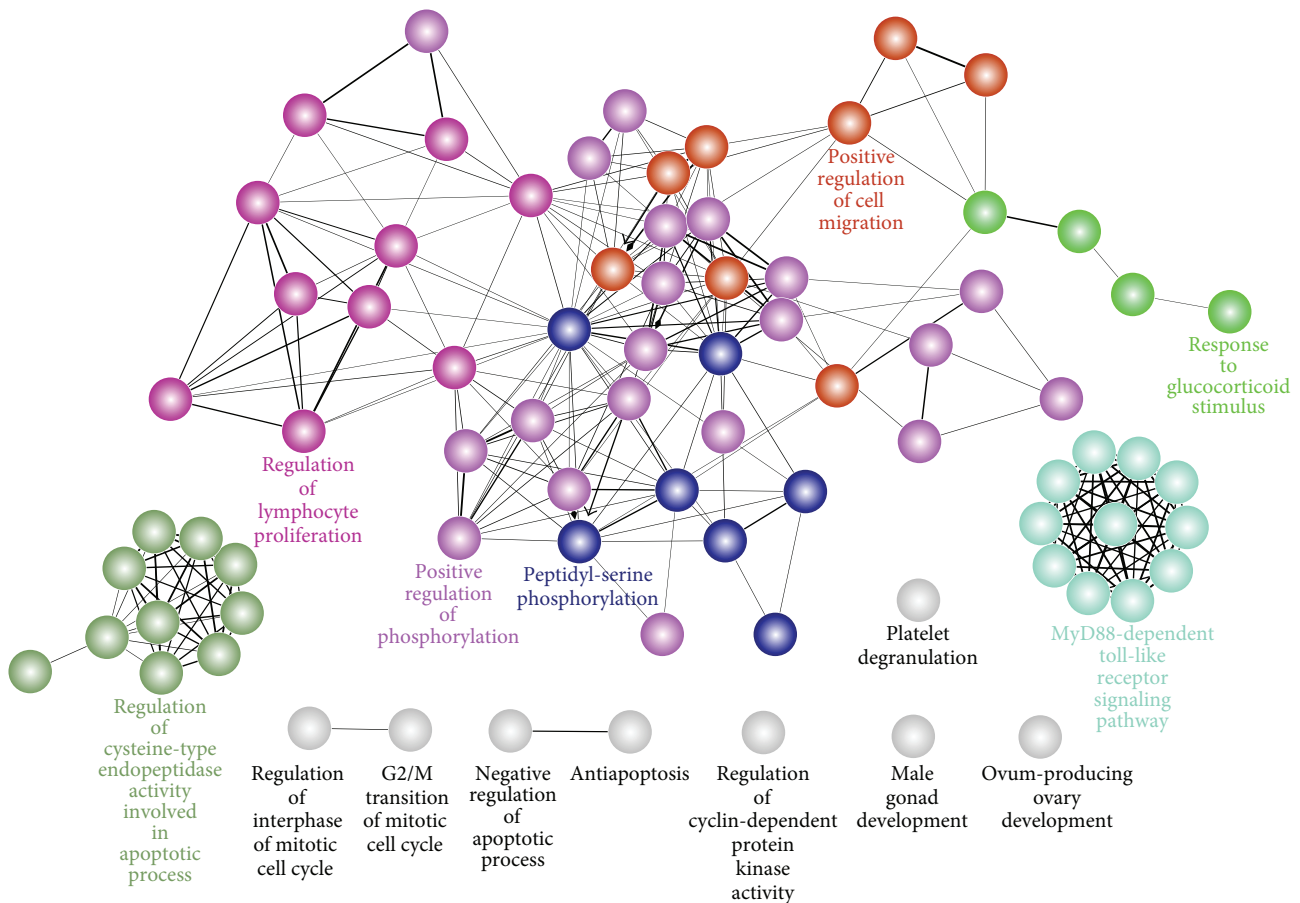 Positive
regulation
of cell
migration
Response
to
glucocorticoid
stimulus
Regulation
of
lymphocyte
proliferation
Positive
regulation
of
phosphorylation
Peptidyl-serine
phosphorylation
Platelet
degranulation
MyD88-dependent
toll-like
receptor
signaling
pathway
Regulation
of
cysteine-type
endopeptidase
activity
involved
in
apoptotic
process
Regulation
of
interphase
of mitotic
cell cycle
G2/M
transition
of mitotic
cell cycle
Negative
regulation
of
apoptotic
process
Antiapoptosis
Regulation
of
cyclin-dependent
protein
kinase
activity
Male
gonad
development
Ovum-producing
ovary
development